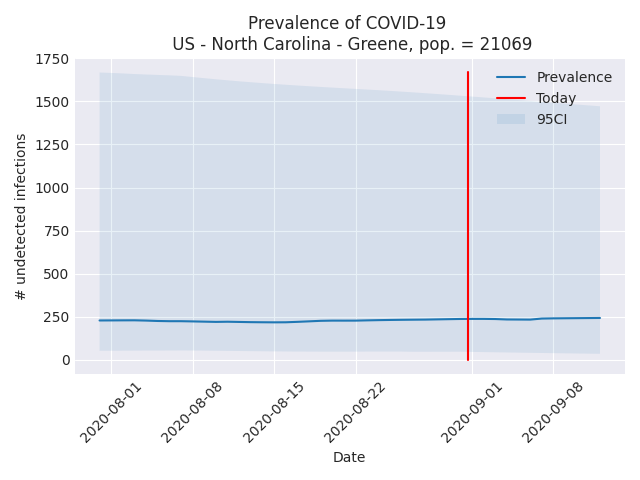 Prevalence of COVID-19
US - North Carolina - Greene, pop. = 21069
Prevalence
Today
95CI
# undetected infections
1750
1500
1250
1000
750
500
250
0
2020-08-01
2020-08-08
2020-08-15
2020-08-22
2020-09-01
2020-09-08
Date